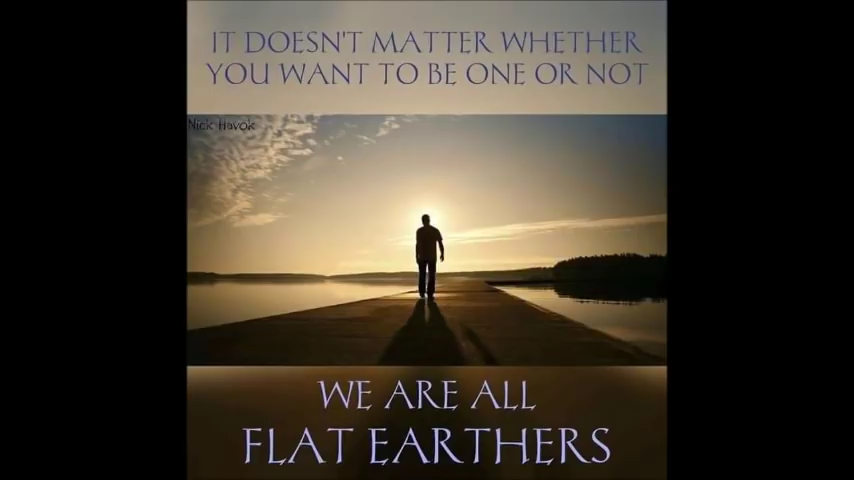 IT DOESN'T MATTER WHETHER
YOU WANT TO BE ONE OR NOT
Nick Havok
WE ARE ALL
FLAT EARTHERS